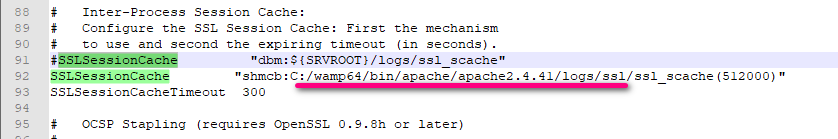 88 #   Inter-Process Session Cache:
89 #   Configure the SSL Session Cache: First the mechanism
90 #   to use and second the expiring timeout (in seconds).
91 #SSLSessionCache         "dbm:${SRVROOT}/logs/ssl_scache"
92 SSLSessionCache        "shmcb:C:/wamp64/bin/apache/apache2.4.41/logs/ssl/ssl_scache(512000)"
93 SSLSessionCacheTimeout  300
94
95 #   OCSP Stapling (requires OpenSSL 0.9.8h or later)
96 #